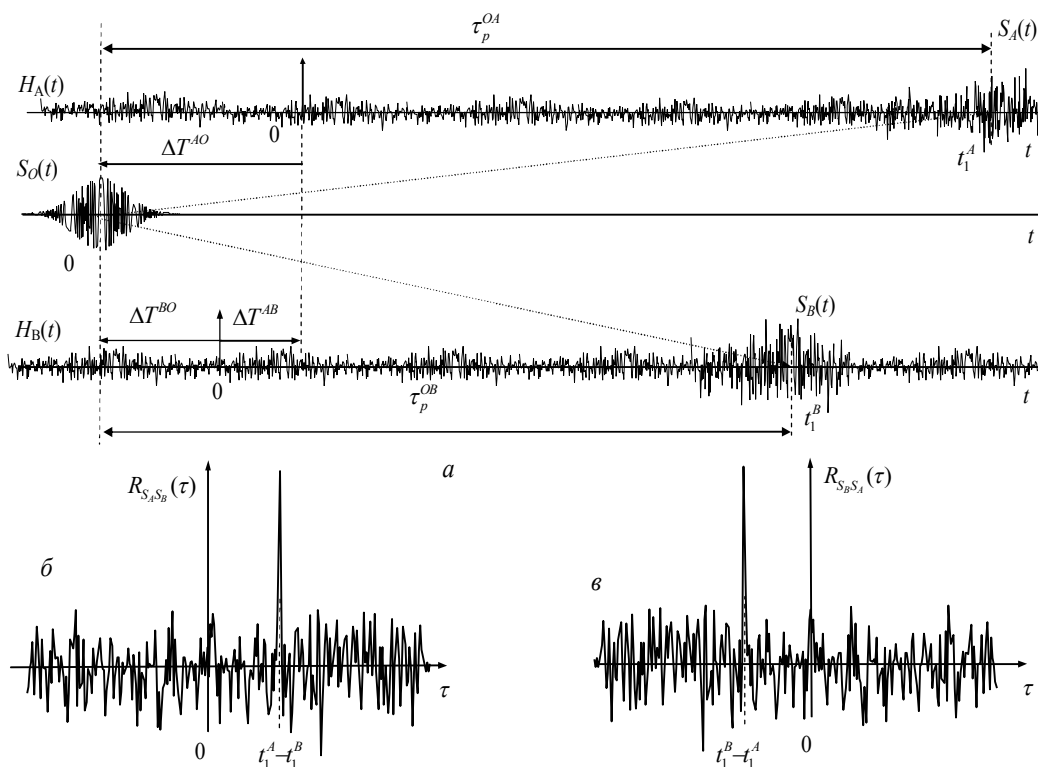 τ_p^{OA}
S_A(t)
H_A(t)
0
t_1^A
t
ΔT^{AO}
S_O(t)
0
t
ΔT^{BO}
ΔT^{AB}
S_B(t)
H_B(t)
0
τ_p^{OB}
t_1^B
t
а
R_{S_A S_B}(τ)
R_{S_B S_A}(τ)
б
в
τ
τ
0
t_1^A–t_1^B
t_1^B–t_1^A
0